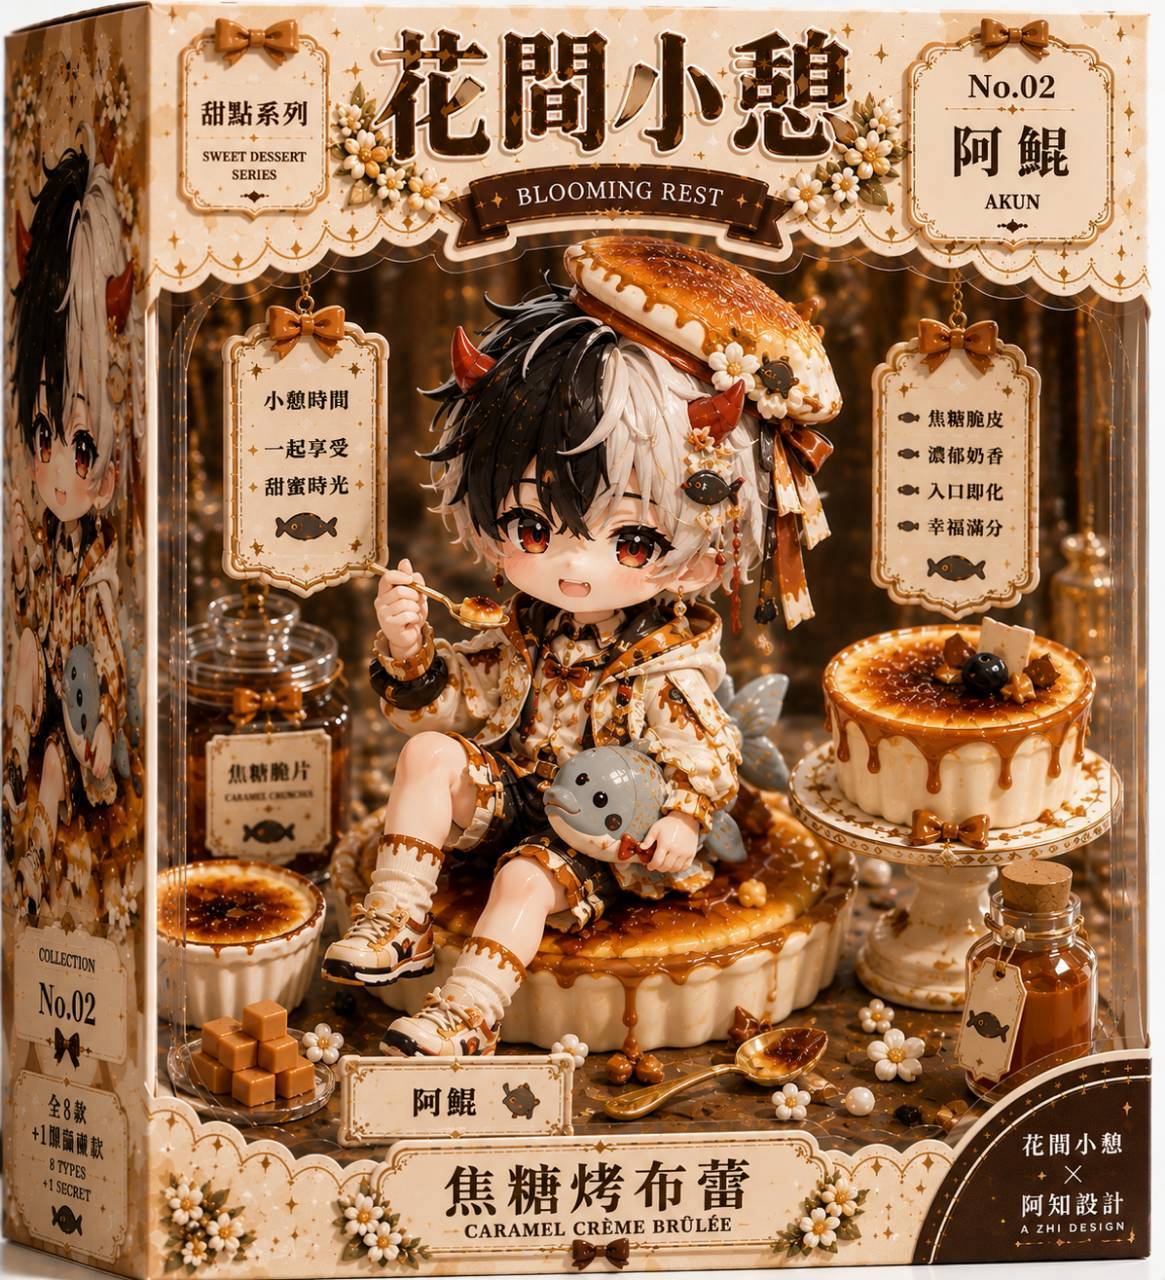 花間小憩
BLOOMING REST
甜點系列
SWEET DESSERT
SERIES
No.02
阿鯤
AKUN
小憩時間
一起享受
甜蜜時光
焦糖脆皮
濃郁奶香
入口即化
幸福滿分
焦糖脆片
CARAMEL
COLLECTION
No.02
全8款
+1
款
8 TYPES
+1 SECRET
阿鯤
焦糖烤布蕾
CARAMEL CRÈME BRÛLÉE
花間小憩
×
阿知設計
A ZHI DESIGN